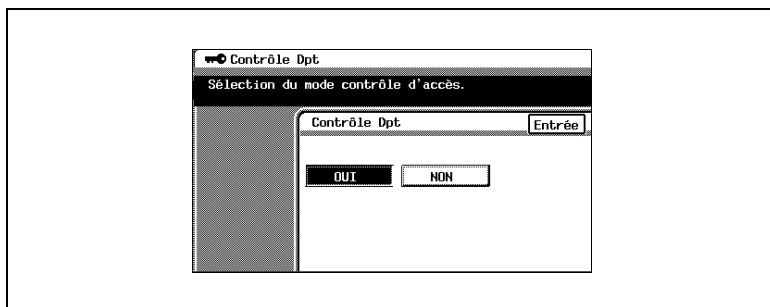 Contrôle Dpt
Sélection du mode contrôle d'accès.
Contrôle Dpt
Entrée
OUI
NON